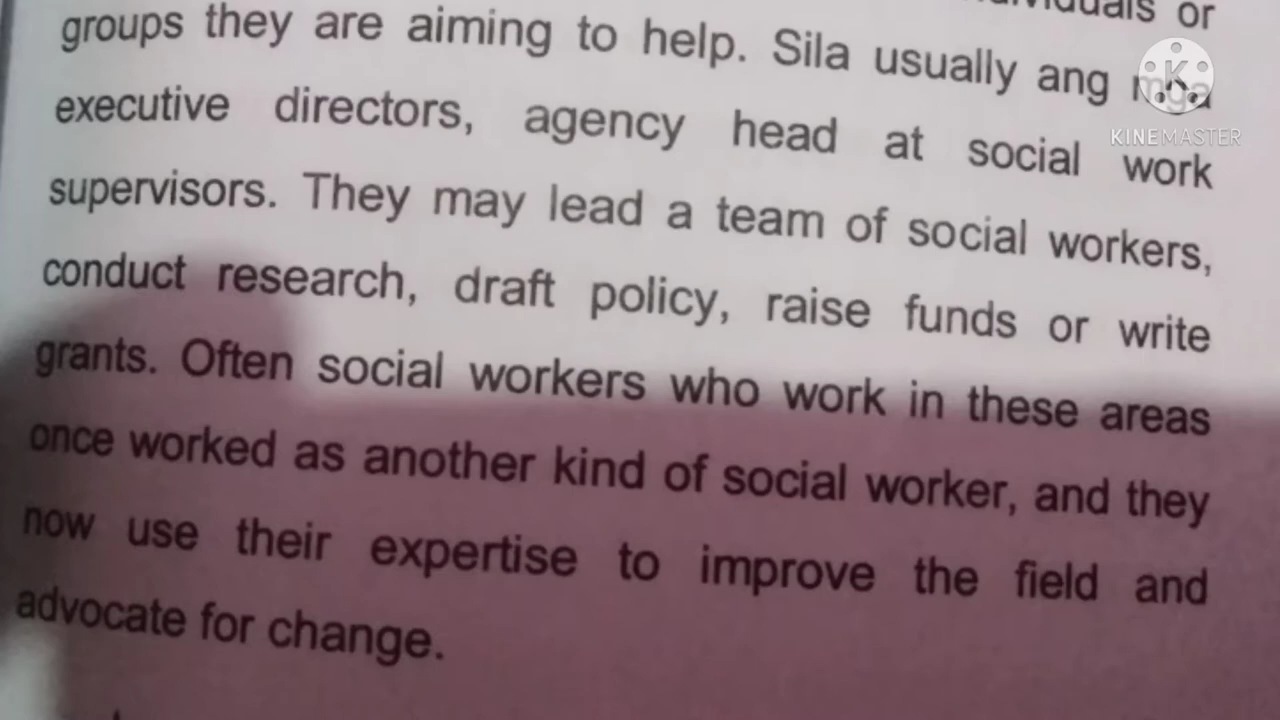 or
groups they are aiming to help. Sila usually ang mga
executive directors, agency head at social work
supervisors. They may lead a team of social workers,
conduct research, draft policy, raise funds or write
grants. Often social workers who work in these areas
once worked as another kind of social worker, and they
now use their expertise to improve the field and
advocate for change.
K
KINEMASTER